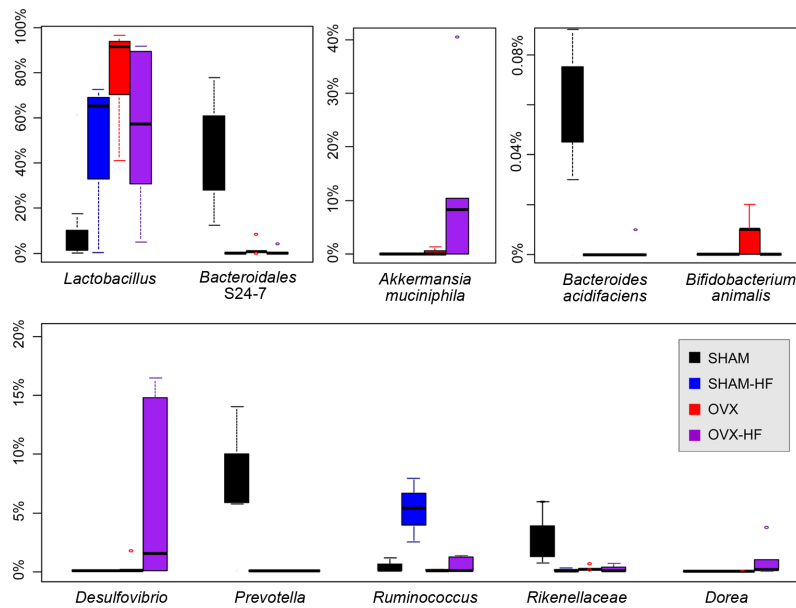 100%
80%
60%
40%
20%
0%
Lactobacillus
Bacteroidales
S24-7
40%
30%
20%
10%
0%
Akkermansia
muciniphila
0.08%
0.04%
0%
Bacteroides
acidifaciens
Bifidobacterium
animalis
20%
15%
10%
5%
0%
SHAM
SHAM-HF
OVX
OVX-HF
Desulfovibrio
Prevotella
Ruminococcus
Rikenellaceae
Dorea